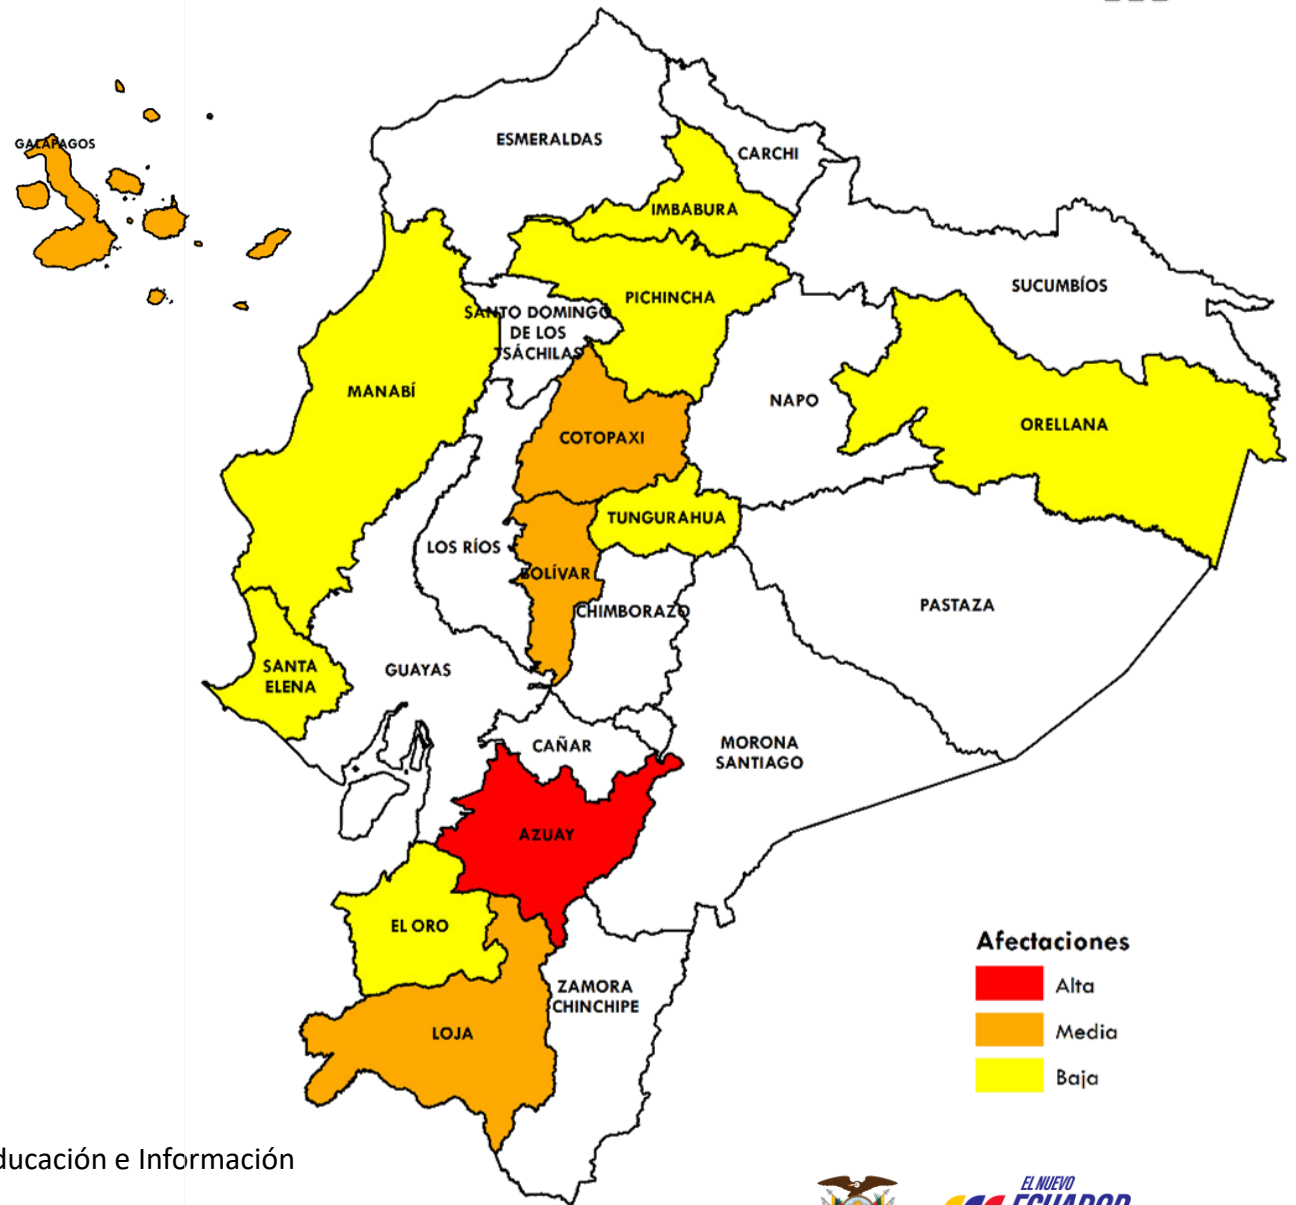 GALÁPAGOS
ESMERALDAS
CARCHI
IMBABURA
SUCUMBÍOS
PICHINCHA
SANTO DOMINGO
DE LOS
TSÁCHILAS
MANABÍ
NAPO
ORELLANA
COTOPAXI
TUNGURAHUA
LOS RÍOS
BOLÍVAR
CHIMBORAZO
PASTAZA
SANTA
ELENA
GUAYAS
CAÑAR
MORONA
SANTIAGO
AZUAY
EL ORO
ZAMORA
CHINCHIPE
LOJA
Afectaciones
Alta
Media
Baja
ducación e Información
EL NUEVO
ECUADOR